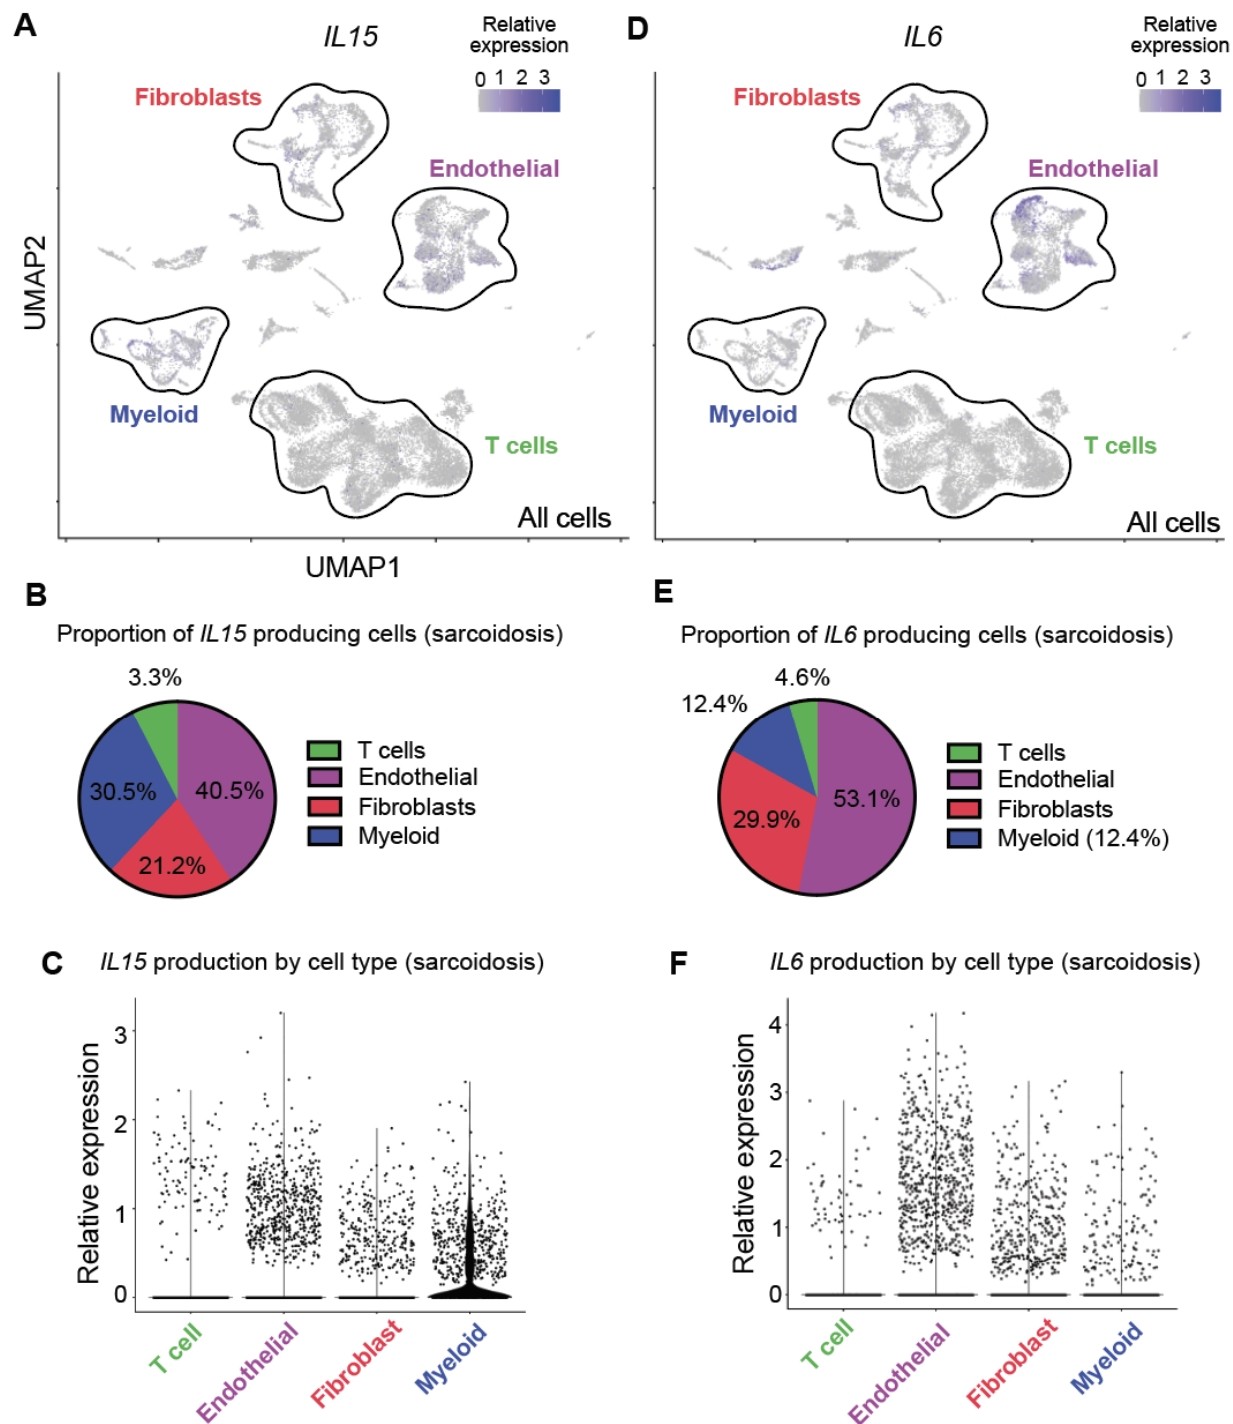 A
IL15
Relative
expression
0 1 2 3
Fibroblasts
Endothelial
Myeloid
T cells
All cells
UMAP2
UMAP1
D
IL6
Relative
expression
0 1 2 3
Fibroblasts
Endothelial
Myeloid
T cells
All cells
B
Proportion of IL15 producing cells (sarcoidosis)
3.3%
30.5%
40.5%
21.2%
T cells
Endothelial
Fibroblasts
Myeloid
E
Proportion of IL6 producing cells (sarcoidosis)
4.6%
12.4%
53.1%
29.9%
T cells
Endothelial
Fibroblasts
Myeloid (12.4%)
C
IL15 production by cell type (sarcoidosis)
Relative expression
3
2
1
0
T cell
Endothelial
Fibroblast
Myeloid
F
IL6 production by cell type (sarcoidosis)
Relative expression
4
3
2
1
0
T cell
Endothelial
Fibroblast
Myeloid